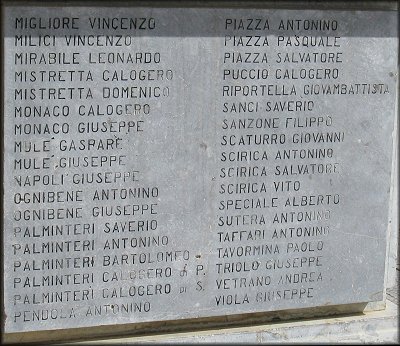 MIGLIORE VINCENZO
MILICI VINCENZO
MIRABILE LEONARDO
MISTRETTA CALOGERO
MISTRETTA DOMENICO
MONACO CALOGERO
MONACO GIUSEPPE
MULE' GASPARE
MULE' GIUSEPPE
NAPOLI GIUSEPPE
OGNIBENE ANTONINO
OGNIBENE GIUSEPPE
PALMINTERI SAVERIO
PALMINTERI ANTONINO
PALMINTERI BARTOLOMEO
PALMINTERI CALOGERO di P.
PALMINTERI CALOGERO di S.
PENDOLA ANTONINO
PIAZZA ANTONINO
PIAZZA PASQUALE
PIAZZA SALVATORE
PUCCIO CALOGERO
RIPORTELLA GIOVAMBATTISTA
SANCI SAVERIO
SANZONE FILIPPO
SCATURRO GIOVANNI
SCIRICA ANTONINO
SCIRICA SALVATORE
SCIRICA VITO
SPECIALE ALBERTO
SUTERA ANTONINO
TAFFARI ANTONINO
TAVORMINA PAOLO
TRIOLO GIUSEPPE
VETRANO ANDREA
VIOLA GIUSEPPE